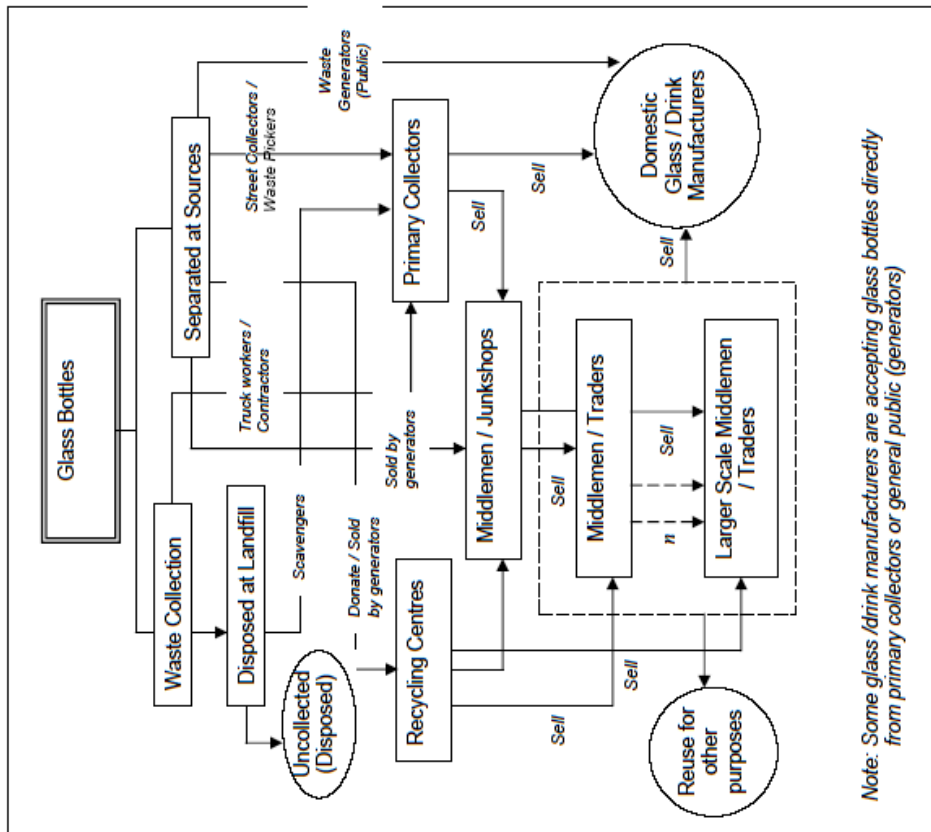 Glass Bottles
Waste Collection
Separated at Sources
Disposed at Landfill
Uncollected
(Disposed)
Scavengers
Truck workers /
Contractors
Street Collectors /
Waste Pickers
Waste
Generators
(Public)
Donate / Sold
by generators
Sold by
generators
Recycling Centres
Primary Collectors
Sell
Sell
Middlemen / Junkshops
Sell
Sell
Sell
Middlemen / Traders
n
Sell
Larger Scale Middlemen
/ Traders
Sell
Domestic
Glass / Drink
Manufacturers
Reuse for
other
purposes
Note: Some glass /drink manufacturers are accepting glass bottles directly
from primary collectors or general public (generators)